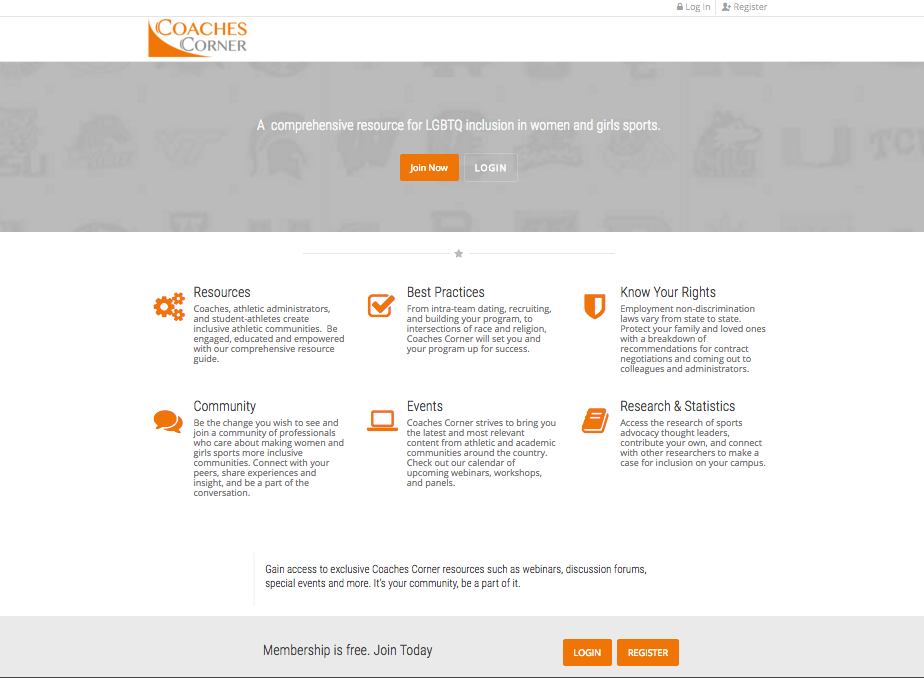 Log In
Register
COACHES
CORNER
A comprehensive resource for LGBTQ inclusion in women and girls sports.
Join Now
LOGIN
Resources
Coaches, athletic administrators,
and student-athletes create
inclusive athletic communities. Be
engaged, educated and empowered
with our comprehensive resource
guide.
Best Practices
From intra-team dating, recruiting,
and building your program, to
intersections of race and religion,
Coaches Corner will set you and
your program up for success.
Know Your Rights
Employment non-discrimination
laws vary from state to state.
Protect your family and loved ones
with a breakdown of
recommendations for contract
negotiations and coming out to
colleagues and administrators.
Community
Be the change you wish to see and
join a community of professionals
who care about making women and
girls sports more inclusive
communities. Connect with your
peers, share experiences and
insight, and be a part of the
conversation.
Events
Coaches Corner strives to bring you
the latest and most relevant
content from athletic and academic
communities around the country.
Check out our calendar of
upcoming webinars, workshops,
and panels.
Research & Statistics
Access the research of sports
advocacy thought leaders,
contribute your own, and connect
with other researchers to make a
case for inclusion on your campus.
Gain access to exclusive Coaches Corner resources such as webinars, discussion forums,
special events and more. It's your community, be a part of it.
Membership is free. Join Today
LOGIN
REGISTER